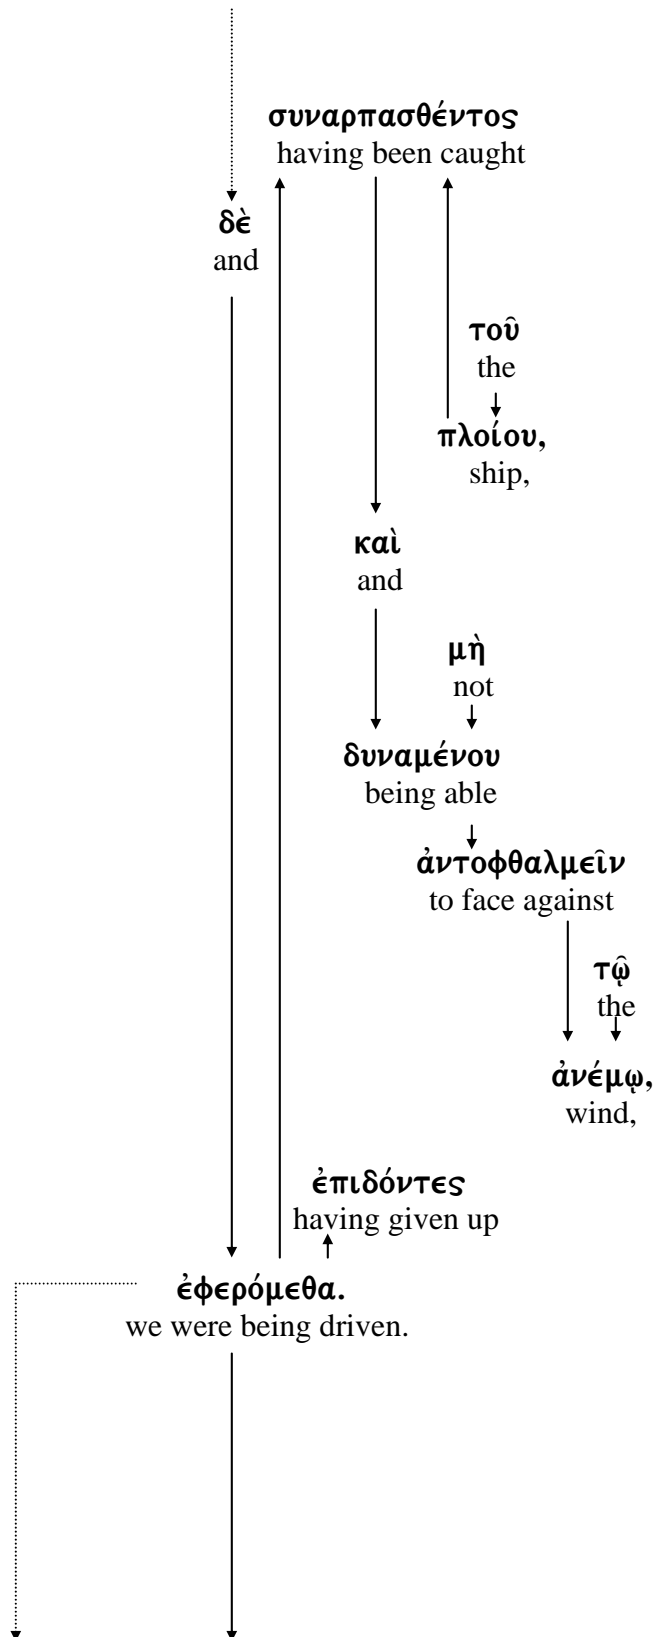 συναρπασθέντος
having been caught
δὲ
and
τοῦ
the
πλοίου,
ship,
καὶ
and
μὴ
not
δυναμένου
being able
ἀντοφθαλμεῖν
to face against
τῷ
the
ἀνέμῳ,
wind,
ἐπιδόντες
having given up
ἐφερόμεθα.
we were being driven.